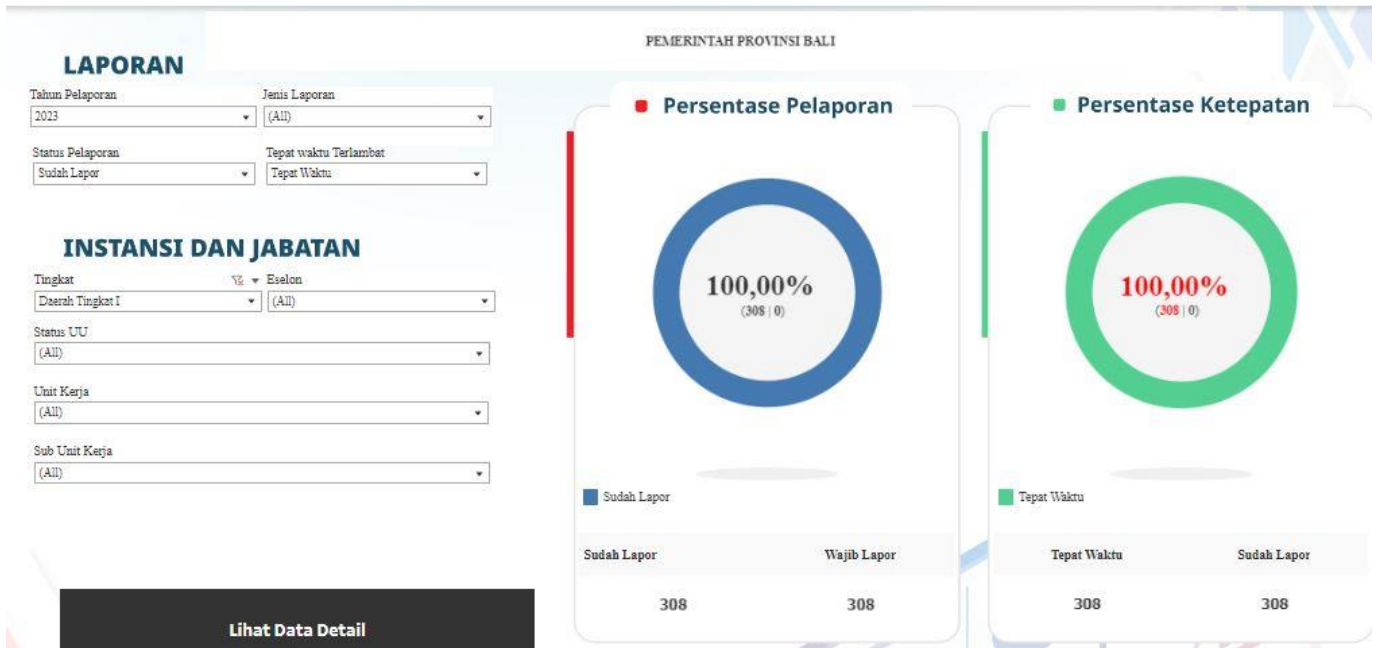 PEMERINTAH PROVINSI BALI
LAPORAN
Tahun Pelaporan
Jenis Laporan
2023
(All)
Status Pelaporan
Tepat waktu Terlambat
Sudah Lapor
Tepat Waktu
INSTANSI DAN JABATAN
Tingkat
Eselon
Daerah Tingkat I
(All)
Status UU
(All)
Unit Kerja
(All)
Sub Unit Kerja
(All)
Lihat Data Detail
Persentase Pelaporan
100,00%
(308 | 0)
Sudah Lapor
Sudah Lapor Wajib Lapor
308 308
Persentase Ketepatan
100,00%
(308 | 0)
Tepat Waktu
Tepat Waktu Sudah Lapor
308 308